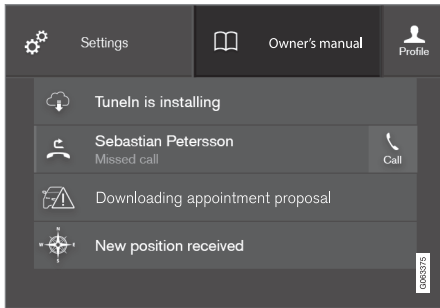 Settings
Owner's manual
Profile
TuneIn is installing
Sebastian Petersson
Missed call
Call
Downloading appointment proposal
N
W
E
S
New position received
G063375